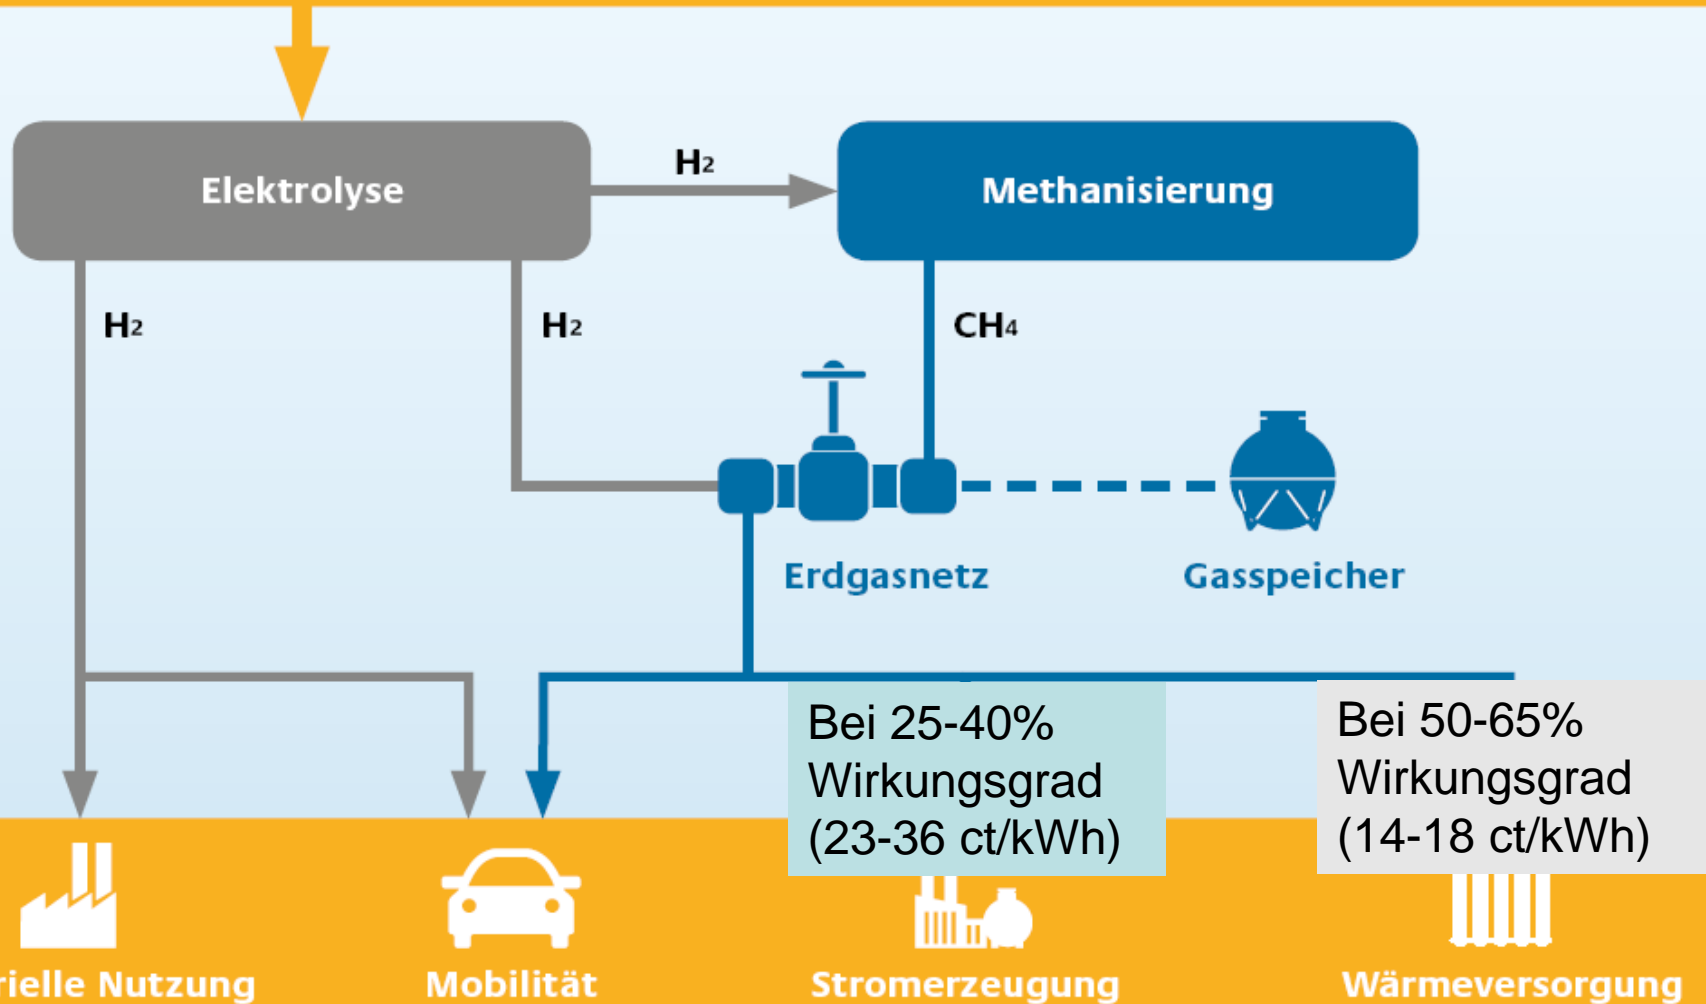 Elektrolyse
H2
Methanisierung
H2
H2
CH4
Erdgasnetz
Gasspeicher
Bei 25-40%
Wirkungsgrad
(23-36 ct/kWh)
Bei 50-65%
Wirkungsgrad
(14-18 ct/kWh)
rielle Nutzung
Mobilität
Stromerzeugung
Wärmeversorgung